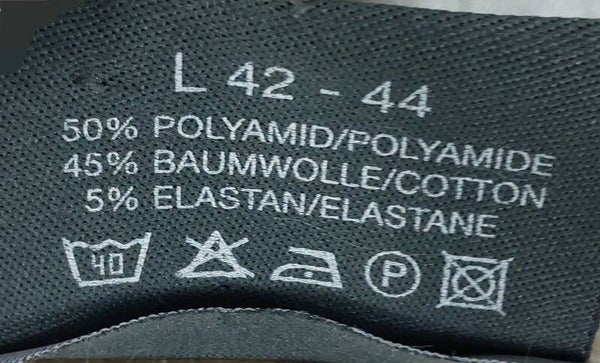 L 42 - 44
50% POLYAMID/POLYAMIDE
45% BAUMWOLLE/COTTON
5% ELASTAN/ELASTANE
40 P